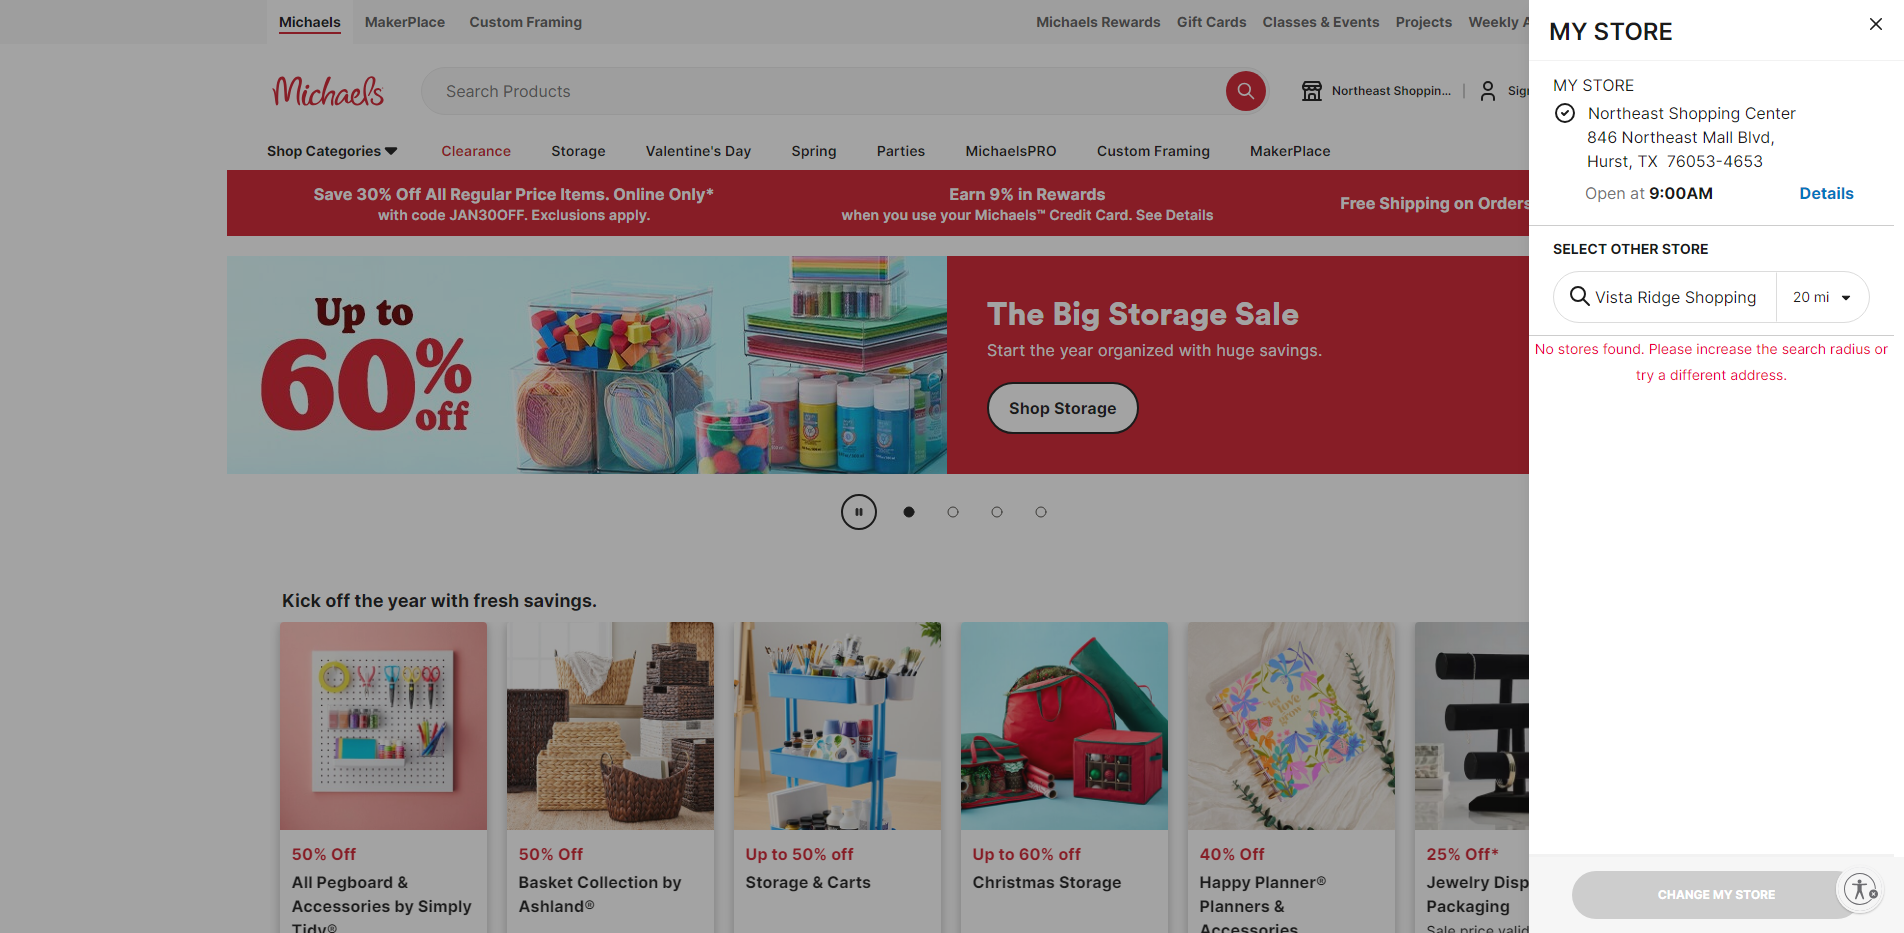 Michaels
MakerPlace
Custom Framing
Michaels Rewards
Gift Cards
Classes & Events
Projects
Weekly A
Michaels
Search Products
Northeast Shoppin...
Sign
Shop Categories
Clearance
Storage
Valentine's Day
Spring
Parties
MichaelsPRO
Custom Framing
MakerPlace
Save 30% Off All Regular Price Items. Online Only*
with code JAN30OFF. Exclusions apply.
Earn 9% in Rewards
when you use your Michaels™ Credit Card. See Details
Free Shipping on Orders
Up to
60%
off
The Big Storage Sale
Start the year organized with huge savings.
Shop Storage
Kick off the year with fresh savings.
50% Off
All Pegboard &
Accessories by Simply
Tidy®
50% Off
Basket Collection by
Ashland®
Up to 50% off
Storage & Carts
Up to 60% off
Christmas Storage
40% Off
Happy Planner®
Planners &
Accessories
25% Off*
Jewelry Disp
Packaging
Sale price valid
MY STORE
MY STORE
Northeast Shopping Center
846 Northeast Mall Blvd,
Hurst, TX 76053-4653
Open at 9:00AM
Details
SELECT OTHER STORE
Vista Ridge Shopping
20 mi
No stores found. Please increase the search radius or
try a different address.
CHANGE MY STORE